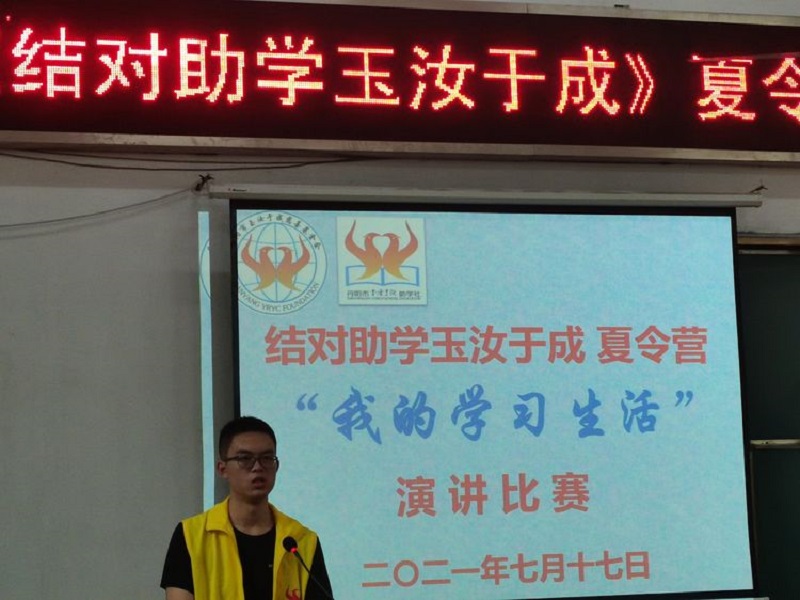 结对助学玉汝于成》夏令
结对助学玉汝于成 夏令营
“我的学习生活”
演讲比赛
二〇二一年七月十七日